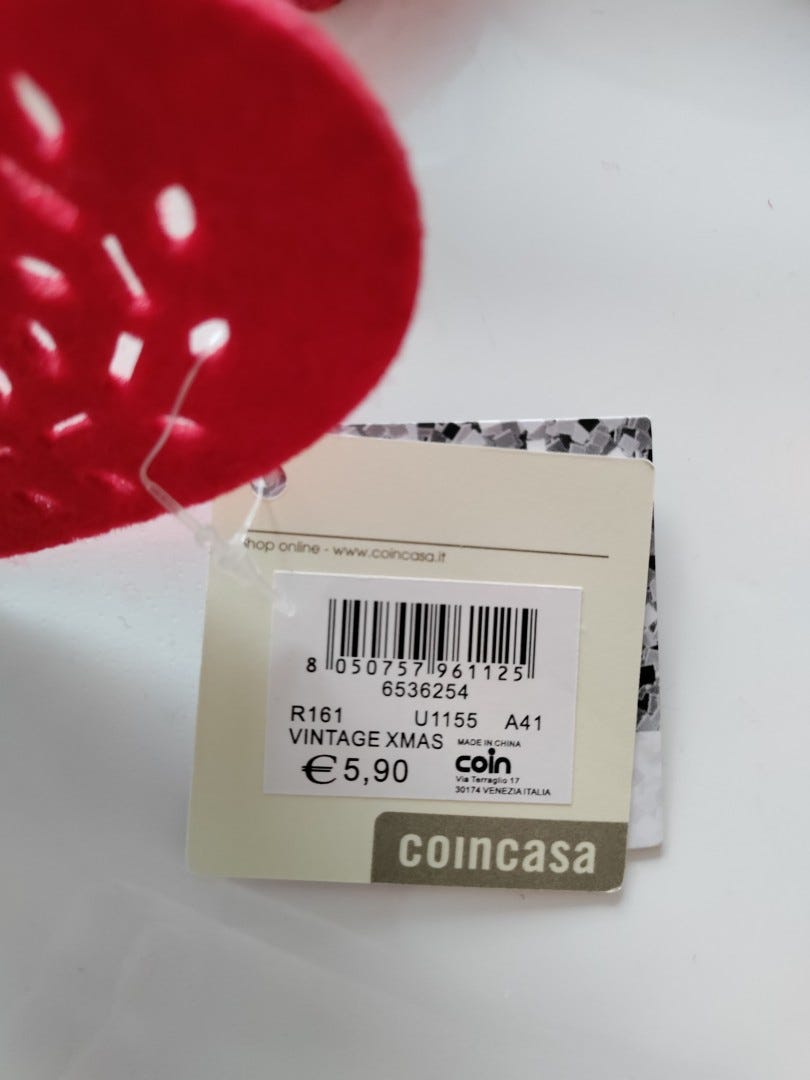 shop online - www.coincasa.it
8 050757 961125
6536254
R161 U1155 A41
VINTAGE XMAS MADE IN CHINA
€5,90 coin
Via Terraglio 17
30174 VENEZIA ITALIA
coincasa